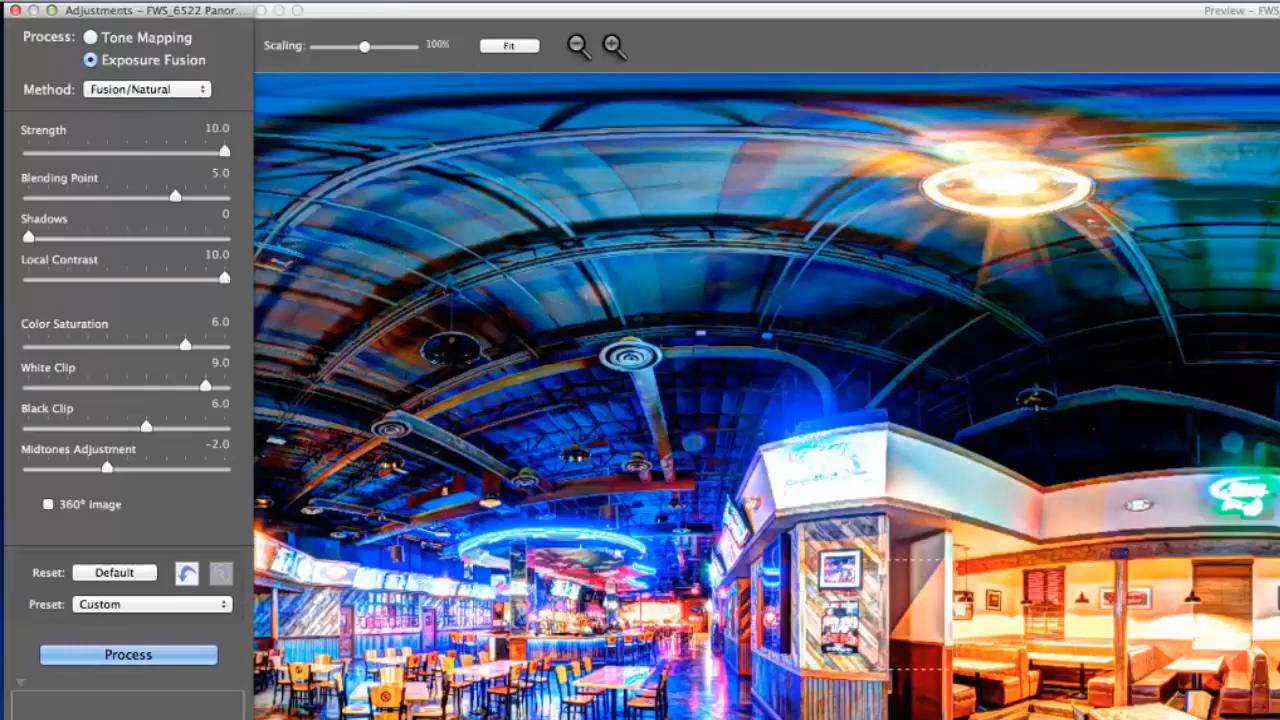 Adjustments – FWS_6522 Panor...
Preview – FWS
Process:
Tone Mapping
Exposure Fusion
Method:
Fusion/Natural
Scaling:
100%
Fit
Strength
10.0
Blending Point
5.0
Shadows
0
Local Contrast
10.0
Color Saturation
6.0
White Clip
9.0
Black Clip
6.0
Midtones Adjustment
-2.0
360° image
Reset:
Default
Preset:
Custom
Process